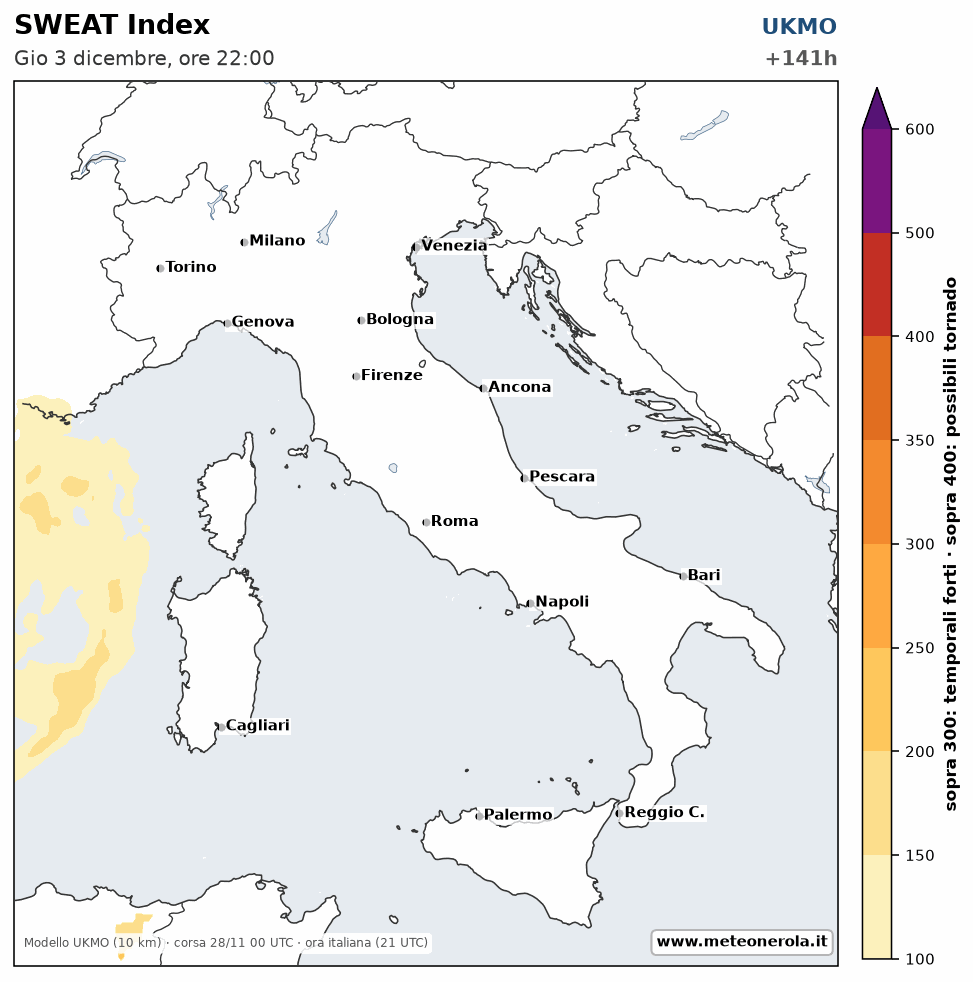 SWEAT Index
UKMO
Gio 3 dicembre, ore 22:00
+141h
600
500
400
350
300
250
200
150
100
sopra 300: temporali forti · sopra 400: possibili tornado
Milano
Venezia
Torino
Genova
Bologna
Firenze
Ancona
Pescara
Roma
Bari
Napoli
Cagliari
Palermo
Reggio C.
Modello UKMO (10 km) · corsa 28/11 00 UTC · ora italiana (21 UTC)
www.meteonerola.it